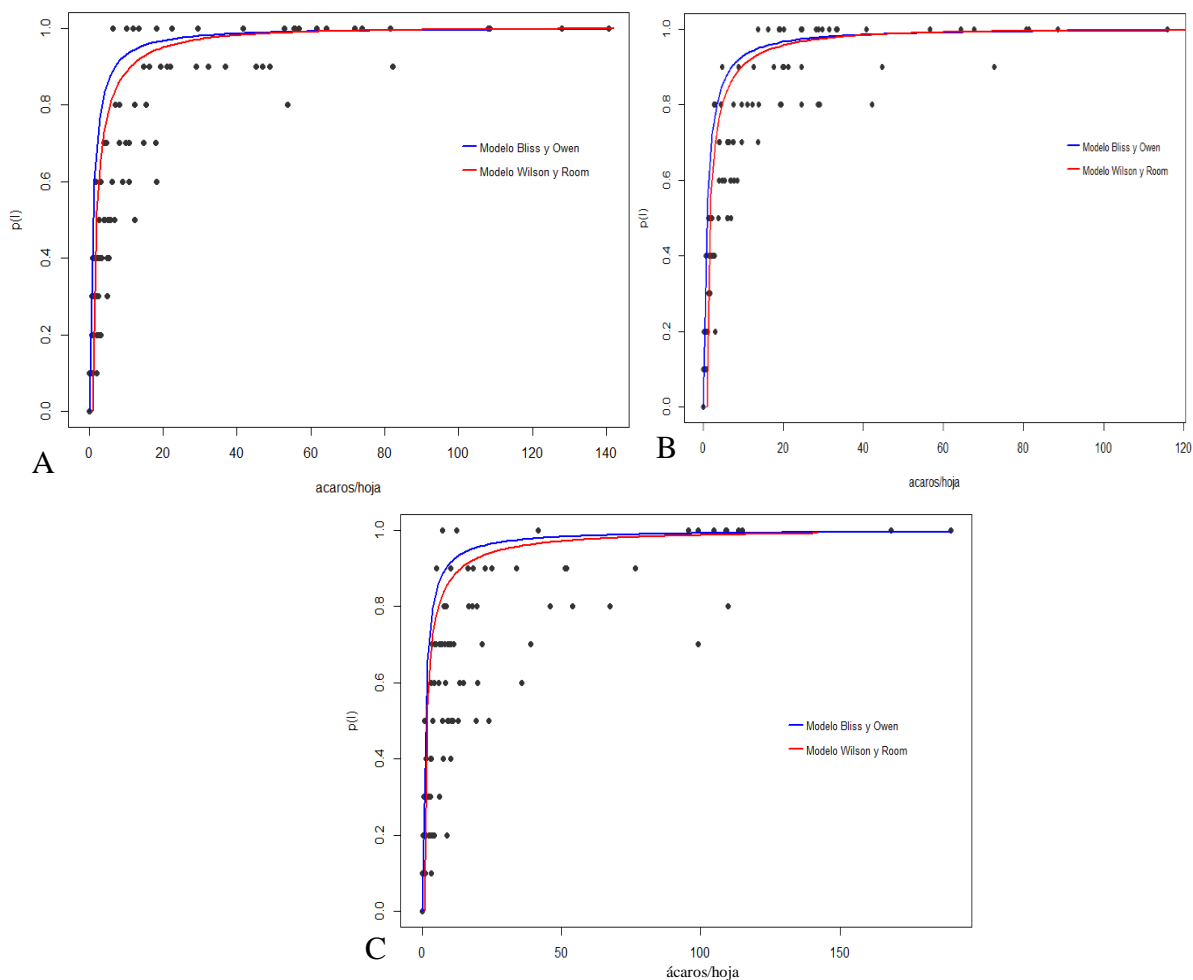 1.0
0.8
0.6
0.4
0.2
0.0
p(I)
Modelo Bliss y Owen
Modelo Wilson y Room
0 20 40 60 80 100 120 140
acaros/hoja
A
1.0
0.8
0.6
0.4
0.2
0.0
p(I)
Modelo Bliss y Owen
Modelo Wilson y Room
0 20 40 60 80 100 120
acaros/hoja
B
1.0
0.8
0.6
0.4
0.2
0.0
p(I)
Modelo Bliss y Owen
Modelo Wilson y Room
0 50 100 150
ácaros/hoja
C